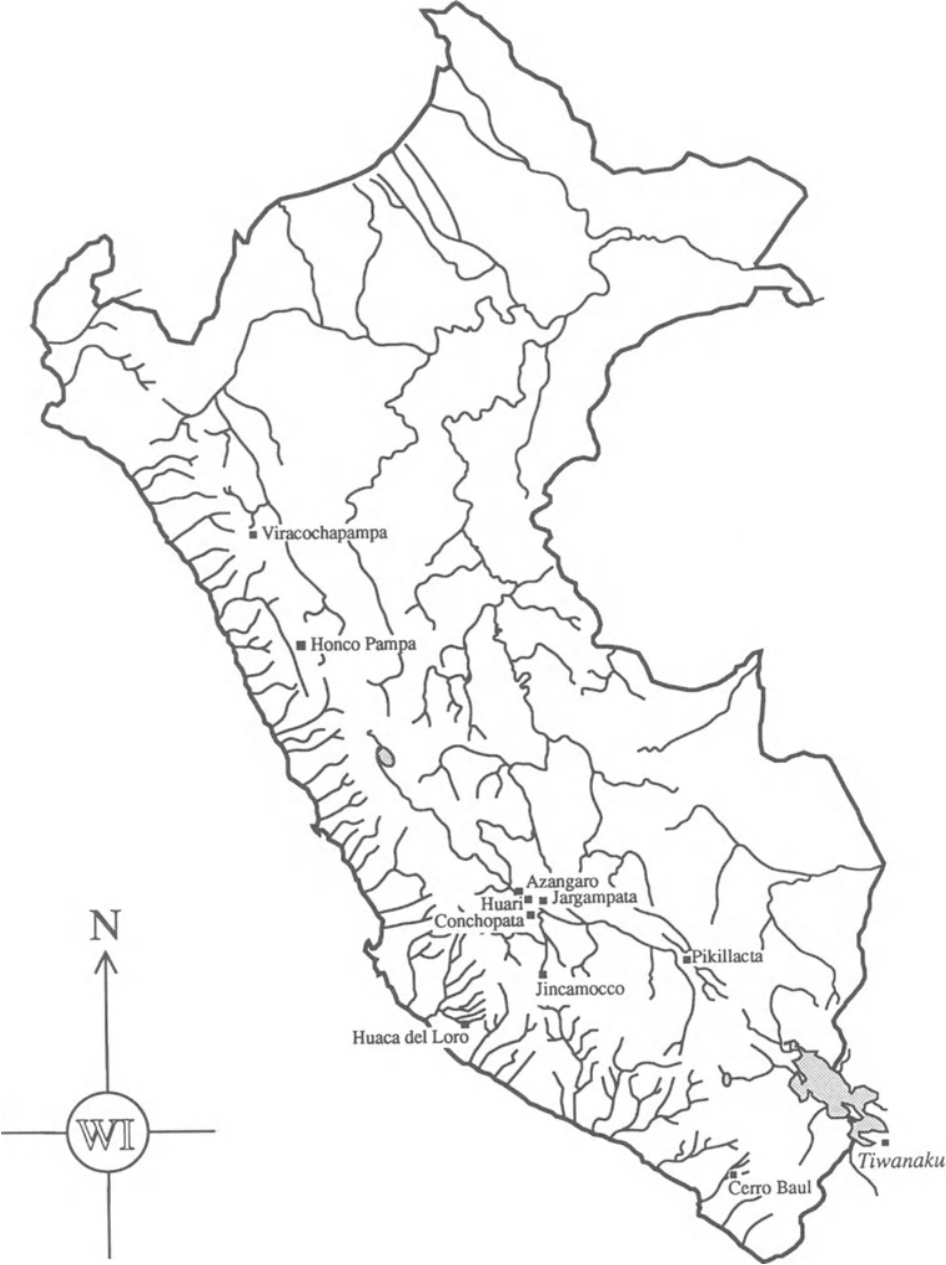 Viracochapampa
Honco Pampa
Azangaro
Huari
Jargampata
Conchopata
N
Pikillacta
Jincamocco
Huaca del Loro
WI
Tiwanaku
Cerro Baul